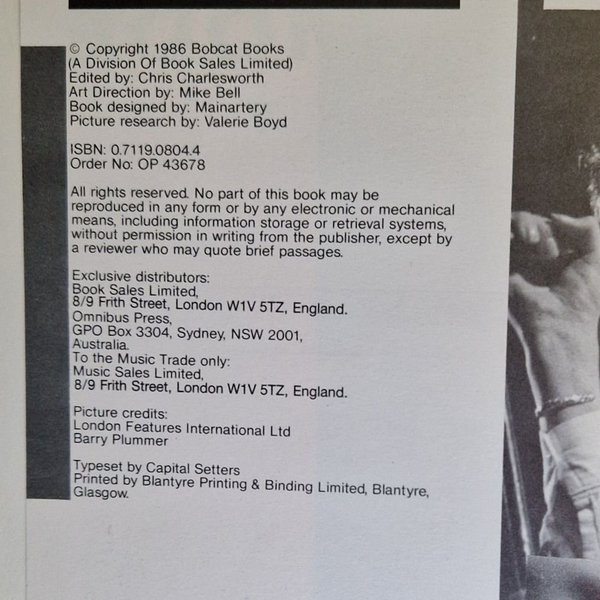 © Copyright 1986 Bobcat Books
(A Division Of Book Sales Limited)
Edited by: Chris Charlesworth
Art Direction by: Mike Bell
Book designed by: Mainartery
Picture research by: Valerie Boyd
ISBN: 0.7119.0804.4
Order No: OP 43678
All rights reserved. No part of this book may be
reproduced in any form or by any electronic or mechanical
means, including information storage or retrieval systems,
without permission in writing from the publisher, except by
a reviewer who may quote brief passages.
Exclusive distributors:
Book Sales Limited,
8/9 Frith Street, London W1V 5TZ, England.
Omnibus Press,
GPO Box 3304, Sydney, NSW 2001,
Australia.
To the Music Trade only:
Music Sales Limited,
8/9 Frith Street, London W1V 5TZ, England.
Picture credits:
London Features International Ltd
Barry Plummer
Typeset by Capital Setters
Printed by Blantyre Printing & Binding Limited, Blantyre,
Glasgow.